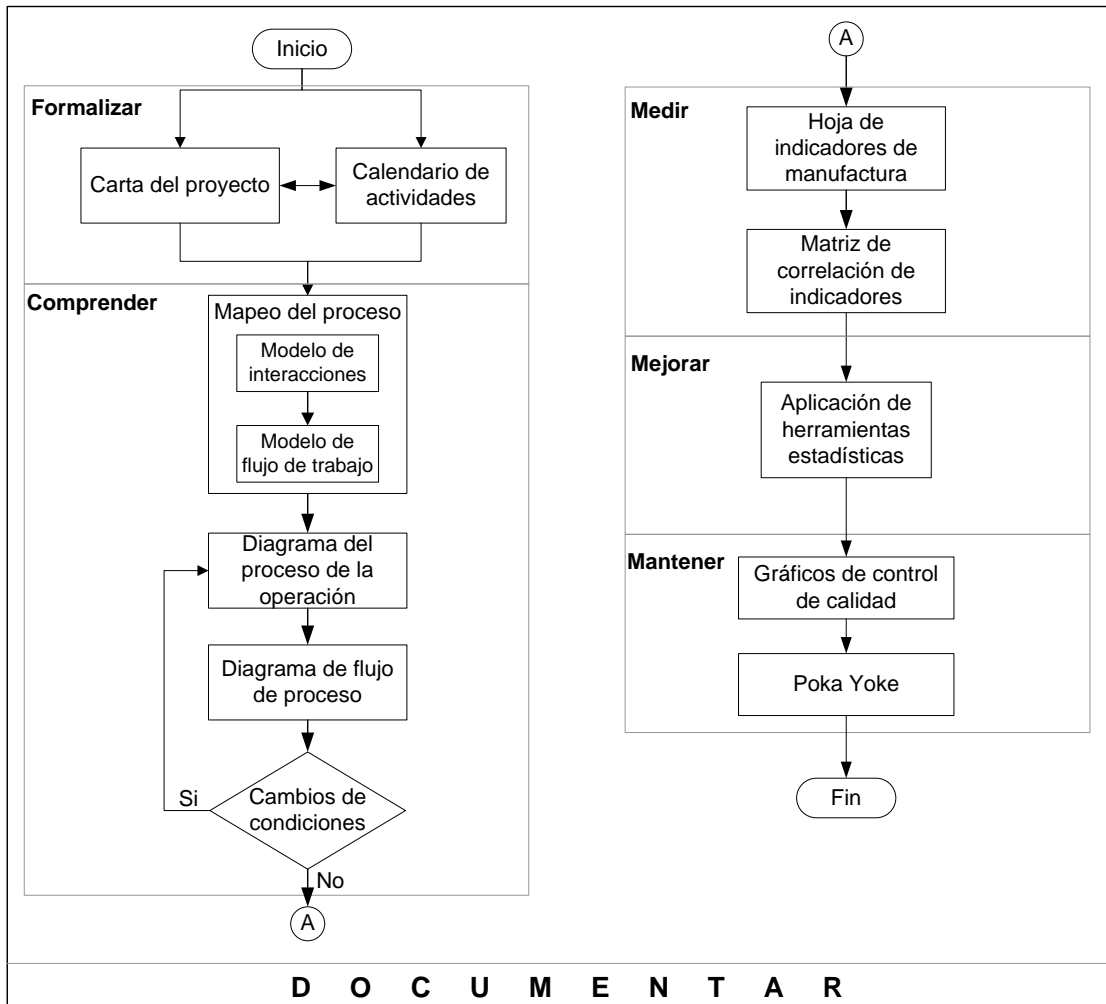 Inicio
Formalizar
Carta del proyecto
Calendario de
actividades
Comprender
Mapeo del proceso
Modelo de
interacciones
Modelo de
flujo de trabajo
Diagrama del
proceso de la
operación
Diagrama de flujo
de proceso
Cambios de
condiciones
Si
No
A
A
Medir
Hoja de
indicadores de
manufactura
Matriz de
correlación de
indicadores
Mejorar
Aplicación de
herramientas
estadísticas
Mantener
Gráficos de control
de calidad
Poka Yoke
Fin
D O C U M E N T A R